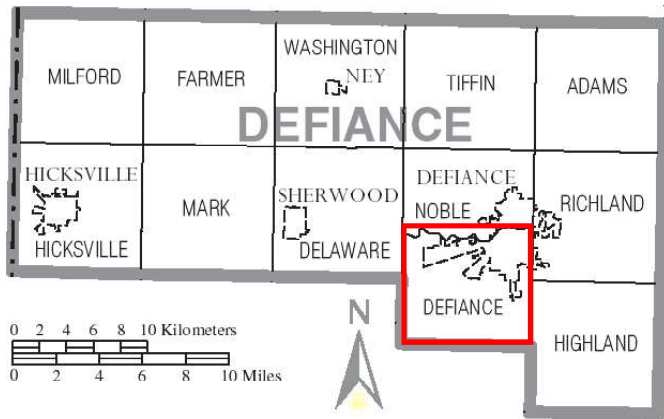 WASHINGTON
MILFORD
FARMER
NEY
TIFFIN
ADAMS
DEFIANCE
HICKSVILLE
MARK
SHERWOOD
DEFIANCE
NOBLE
RICHLAND
HICKSVILLE
DELAWARE
DEFIANCE
HIGHLAND
N
0 2 4 6 8 10 Kilometers
0 2 4 6 8 10 Miles